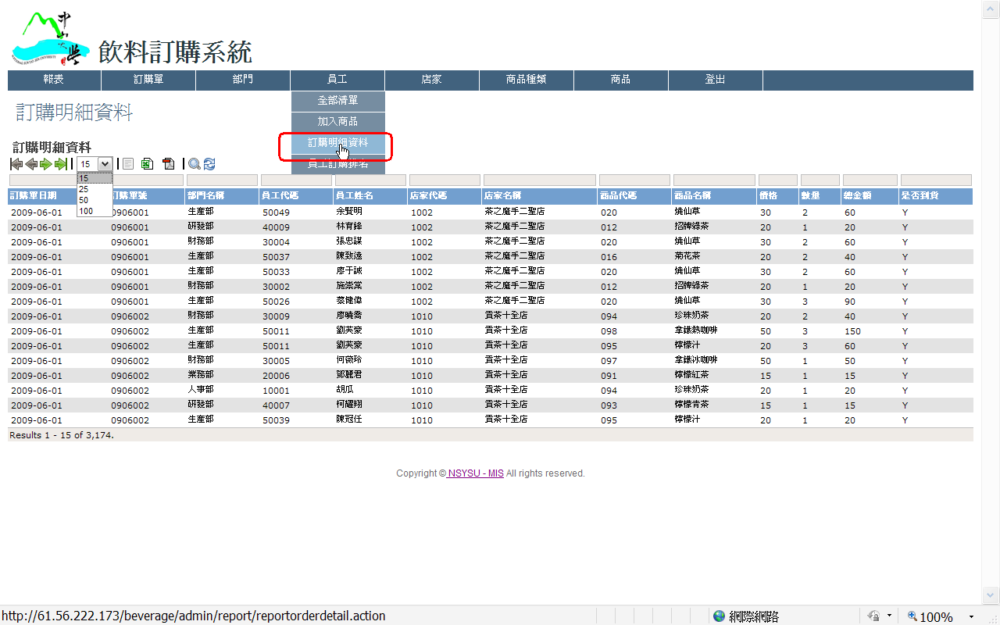 中山大學
NATIONAL SUN YAT-SEN UNIVERSITY
飲料訂購系統
報表 訂購單 部門 員工 店家 商品種類 商品 登出
全部清單
加入商品
訂購明細資料
員工訂購排名
訂購明細資料
訂購明細資料
15
15
25
50
100
訂購單日期 訂購單號 部門名稱 員工代碼 員工姓名 店家代碼 店家名稱 商品代碼 商品名稱 價格 數量 總金額 是否到貨
2009-06-01 0906001 生產部 50049 余賢明 1002 茶之魔手二聖店 020 燒仙草 30 2 60 Y
2009-06-01 0906001 研發部 40009 林育鋒 1002 茶之魔手二聖店 012 招牌綠茶 20 1 20 Y
2009-06-01 0906001 財務部 30004 張忠謀 1002 茶之魔手二聖店 020 燒仙草 30 2 60 Y
2009-06-01 0906001 生產部 50037 陳致遠 1002 茶之魔手二聖店 016 菊花茶 20 2 40 Y
2009-06-01 0906001 生產部 50033 廖于誠 1002 茶之魔手二聖店 020 燒仙草 30 2 60 Y
2009-06-01 0906001 財務部 30002 施崇棠 1002 茶之魔手二聖店 012 招牌綠茶 20 1 20 Y
2009-06-01 0906001 生產部 50026 蔡健偉 1002 茶之魔手二聖店 020 燒仙草 30 3 90 Y
2009-06-01 0906002 財務部 30009 廖曉喬 1010 貢茶十全店 094 珍珠奶茶 20 2 40 Y
2009-06-01 0906002 生產部 50011 劉芙豪 1010 貢茶十全店 098 拿鐵熱咖啡 50 3 150 Y
2009-06-01 0906002 生產部 50011 劉芙豪 1010 貢茶十全店 095 檸檬汁 20 3 60 Y
2009-06-01 0906002 財務部 30005 何薇玲 1010 貢茶十全店 097 拿鐵冰咖啡 50 1 50 Y
2009-06-01 0906002 業務部 20006 鄧麗君 1010 貢茶十全店 091 檸檬紅茶 15 1 15 Y
2009-06-01 0906002 人事部 10001 胡瓜 1010 貢茶十全店 094 珍珠奶茶 20 1 20 Y
2009-06-01 0906002 研發部 40007 柯耀翔 1010 貢茶十全店 093 檸檬青茶 15 1 15 Y
2009-06-01 0906002 生產部 50039 陳冠任 1010 貢茶十全店 095 檸檬汁 20 1 20 Y
Results 1 - 15 of 3,174.
Copyright © NSYSU - MIS All rights reserved.
http://61.56.222.173/beverage/admin/report/reportorderdetail.action 網際網路 100%